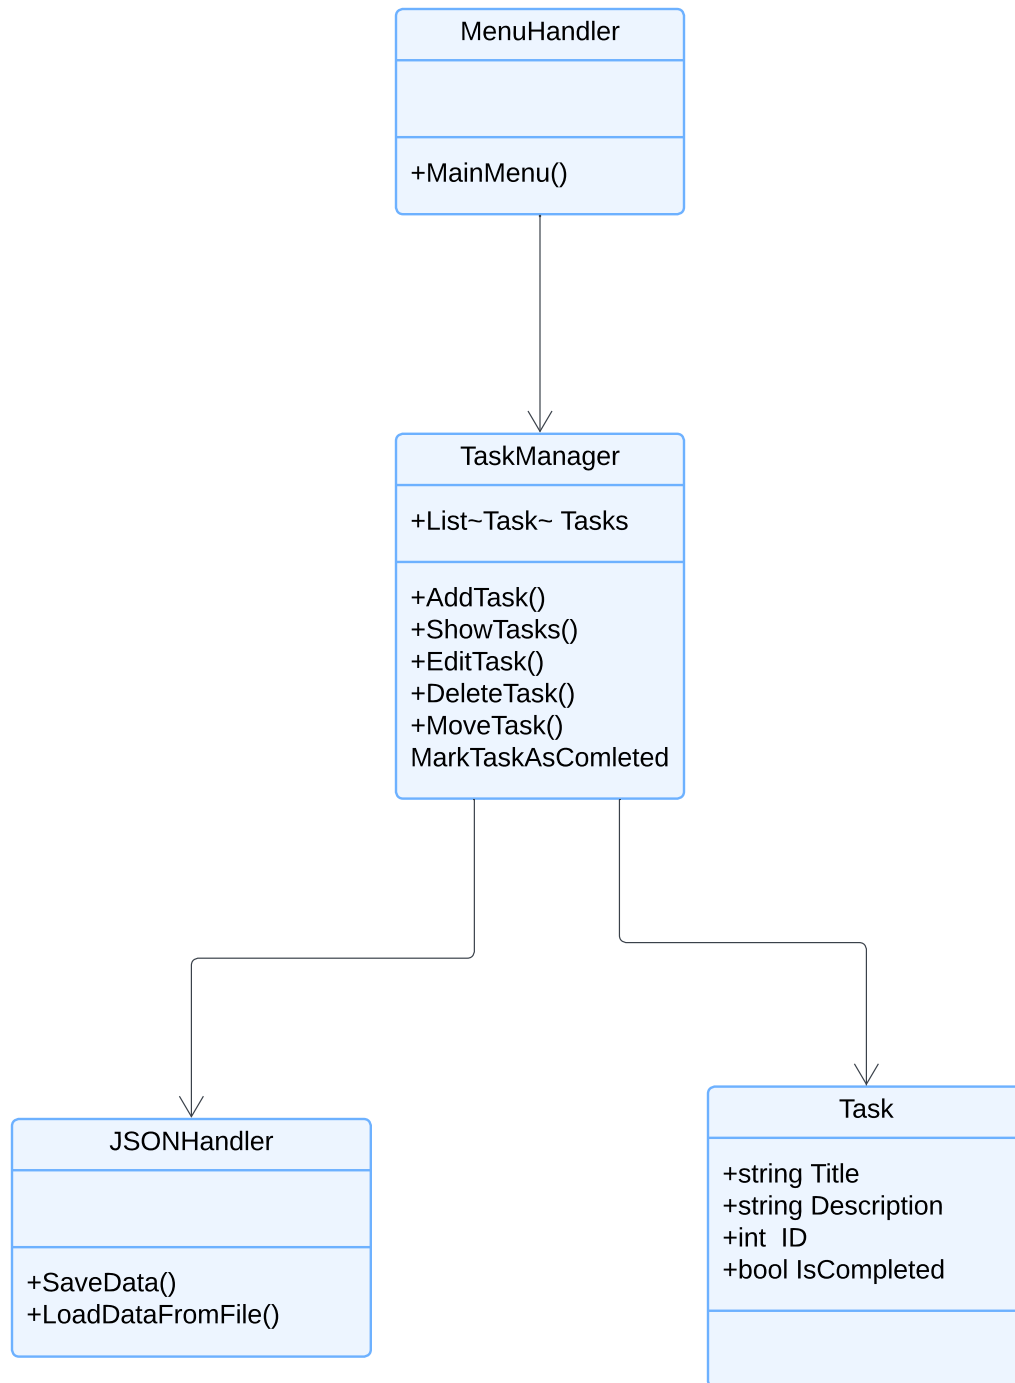 MenuHandler
+MainMenu()
TaskManager
+List~Task~ Tasks
+AddTask()
+ShowTasks()
+EditTask()
+DeleteTask()
+MoveTask()
MarkTaskAsComleted
JSONHandler
+SaveData()
+LoadDataFromFile()
Task
+string Title
+string Description
+int  ID
+bool IsCompleted